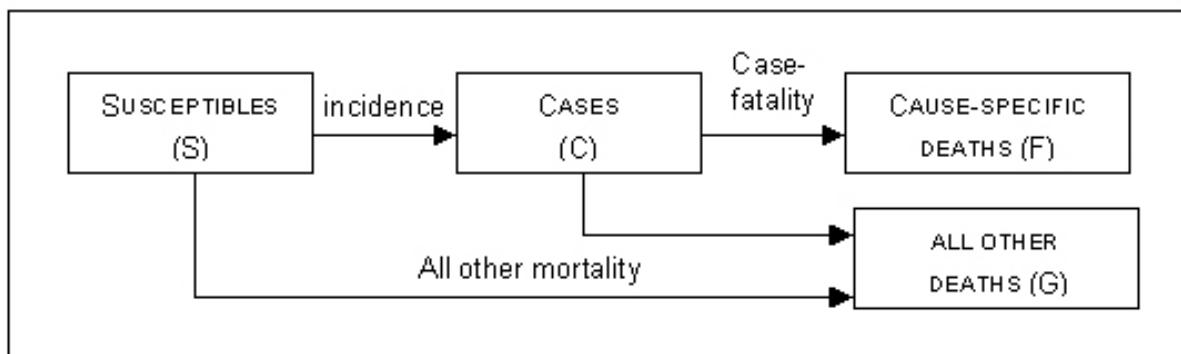 SUSCEPTIBLES
(S)
incidence
CASES
(C)
Case-
fatality
CAUSE-SPECIFIC
DEATHS (F)
All other mortality
ALL OTHER
DEATHS (G)